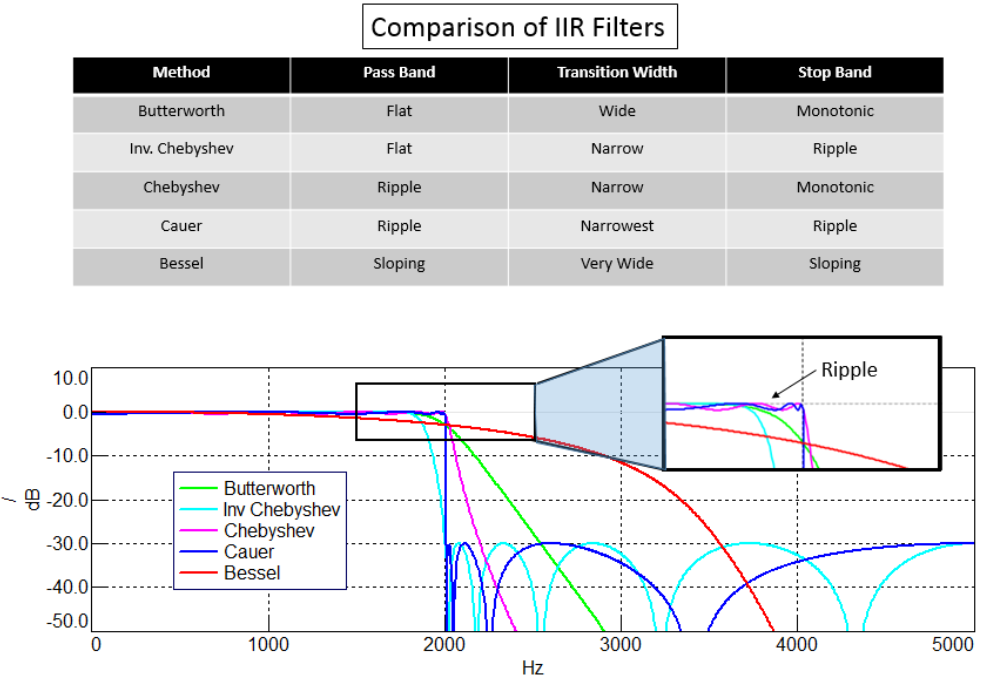 Comparison of IIR Filters
Method Pass Band Transition Width Stop Band
Butterworth Flat Wide Monotonic
Inv. Chebyshev Flat Narrow Ripple
Chebyshev Ripple Narrow Monotonic
Cauer Ripple Narrowest Ripple
Bessel Sloping Very Wide Sloping
Ripple
10.0
0.0
-10.0
-20.0
-30.0
-40.0
-50.0
/
dB
Butterworth
Inv Chebyshev
Chebyshev
Cauer
Bessel
0 1000 2000 3000 4000 5000
Hz